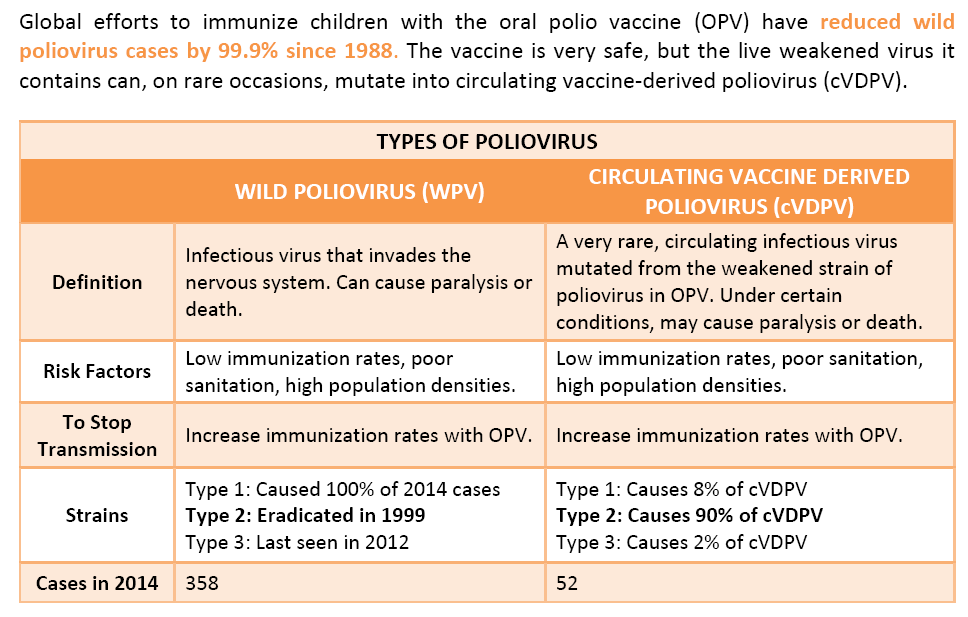 Global efforts to immunize children with the oral polio vaccine (OPV) have reduced wild
poliovirus cases by 99.9% since 1988. The vaccine is very safe, but the live weakened virus it
contains can, on rare occasions, mutate into circulating vaccine-derived poliovirus (cVDPV).
TYPES OF POLIOVIRUS
WILD POLIOVIRUS (WPV)
CIRCULATING VACCINE DERIVED
POLIOVIRUS (cVDPV)
Definition
Infectious virus that invades the
nervous system. Can cause paralysis or
death.
A very rare, circulating infectious virus
mutated from the weakened strain of
poliovirus in OPV. Under certain
conditions, may cause paralysis or death.
Risk Factors
Low immunization rates, poor
sanitation, high population densities.
Low immunization rates, poor sanitation,
high population densities.
To Stop
Transmission
Increase immunization rates with OPV.
Increase immunization rates with OPV.
Strains
Type 1: Caused 100% of 2014 cases
Type 2: Eradicated in 1999
Type 3: Last seen in 2012
Type 1: Causes 8% of cVDPV
Type 2: Causes 90% of cVDPV
Type 3: Causes 2% of cVDPV
Cases in 2014
358
52